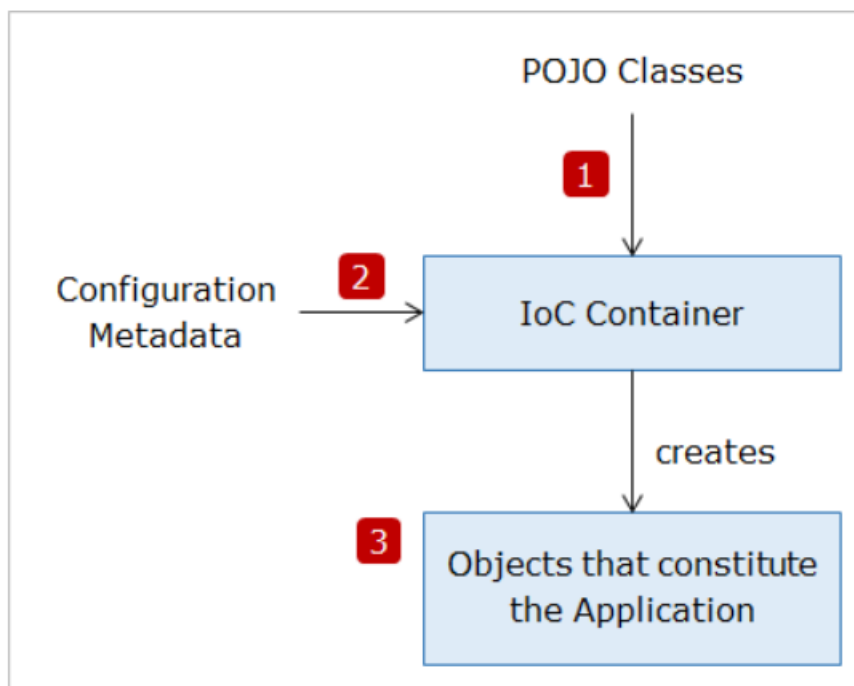 POJO Classes
1
2
Configuration
Metadata
IoC Container
creates
3
Objects that constitute
the Application